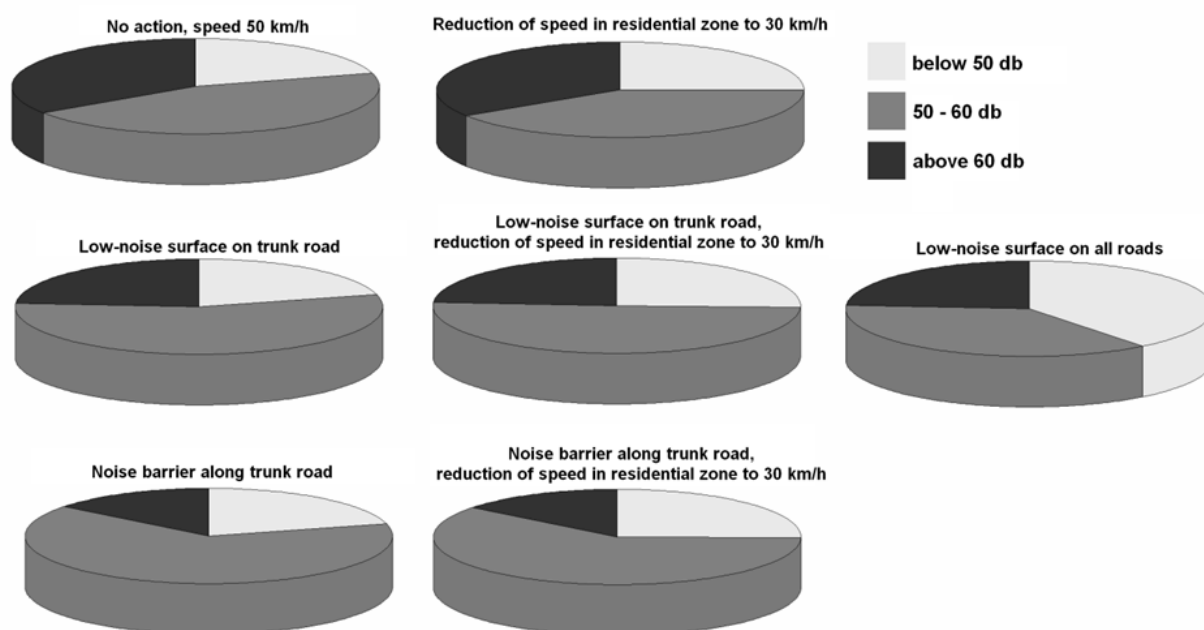 No action, speed 50 km/h
Reduction of speed in residential zone to 30 km/h
below 50 db
50 - 60 db
above 60 db
Low-noise surface on trunk road
Low-noise surface on trunk road,
reduction of speed in residential zone to 30 km/h
Low-noise surface on all roads
Noise barrier along trunk road
Noise barrier along trunk road,
reduction of speed in residential zone to 30 km/h